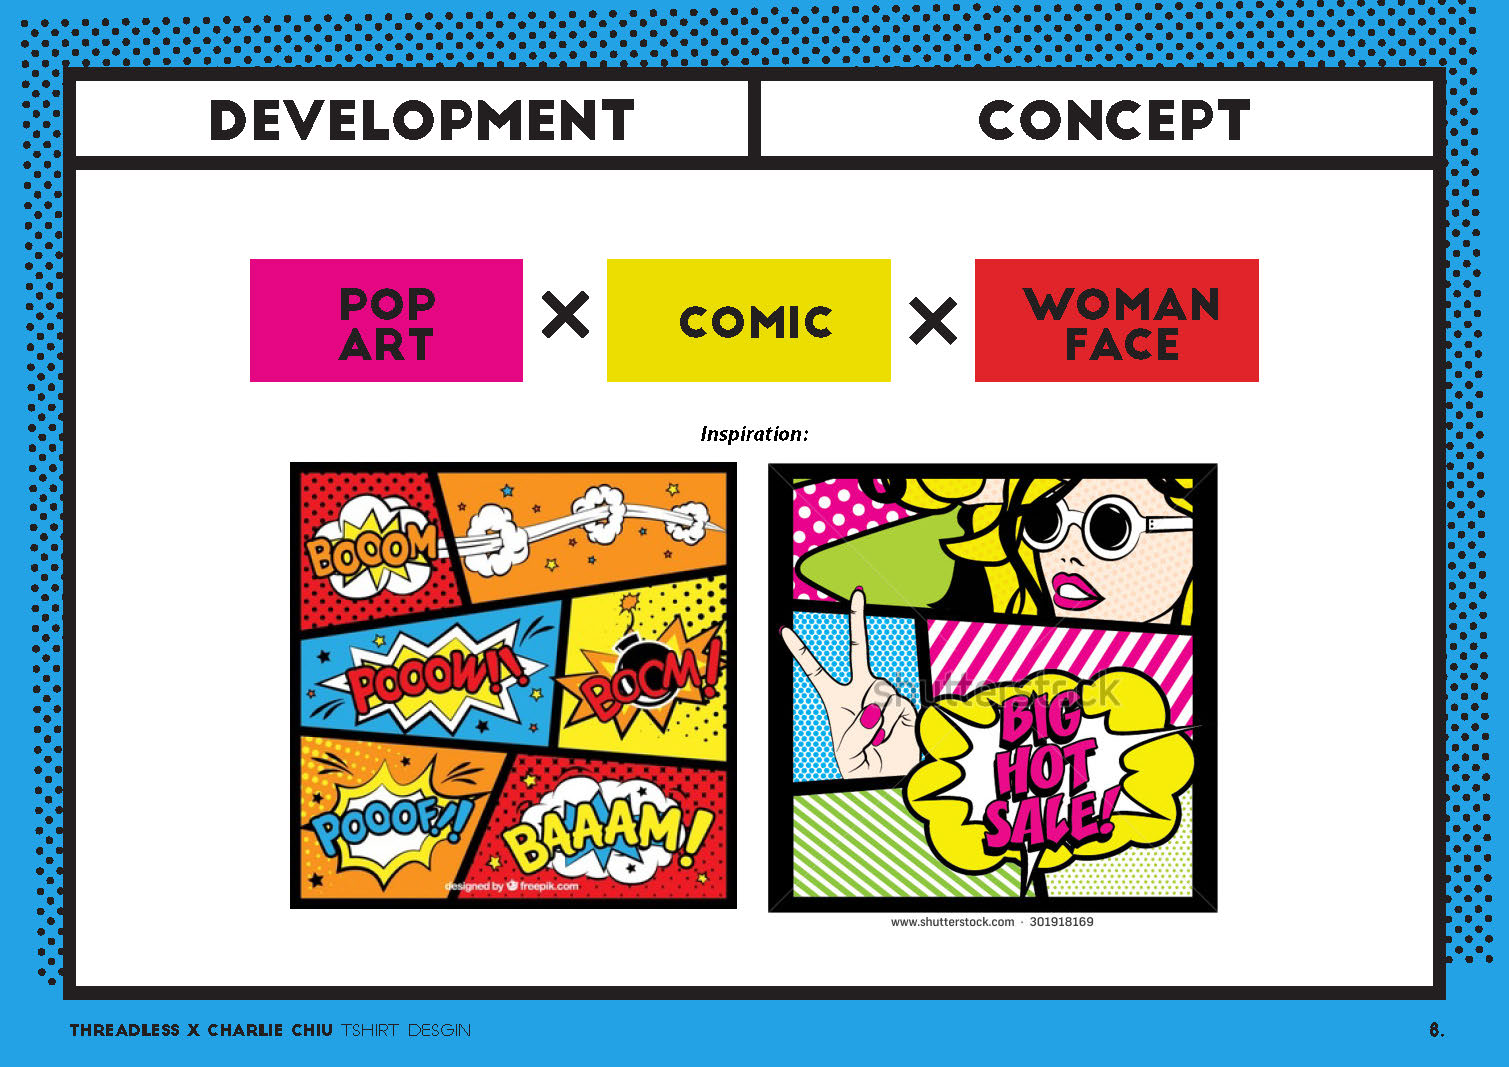 DEVELOPMENT
CONCEPT
POP
ART
COMIC
WOMAN
FACE
Inspiration:
BOOOM
POOOW!!
BOOM!
POOOF!!
BAAAM!
designed by freepik.com
shutterstock
BIG
HOT
SALE!
www.shutterstock.com · 301918169
THREADLESS X CHARLIE CHIU TSHIRT DESGIN
8.